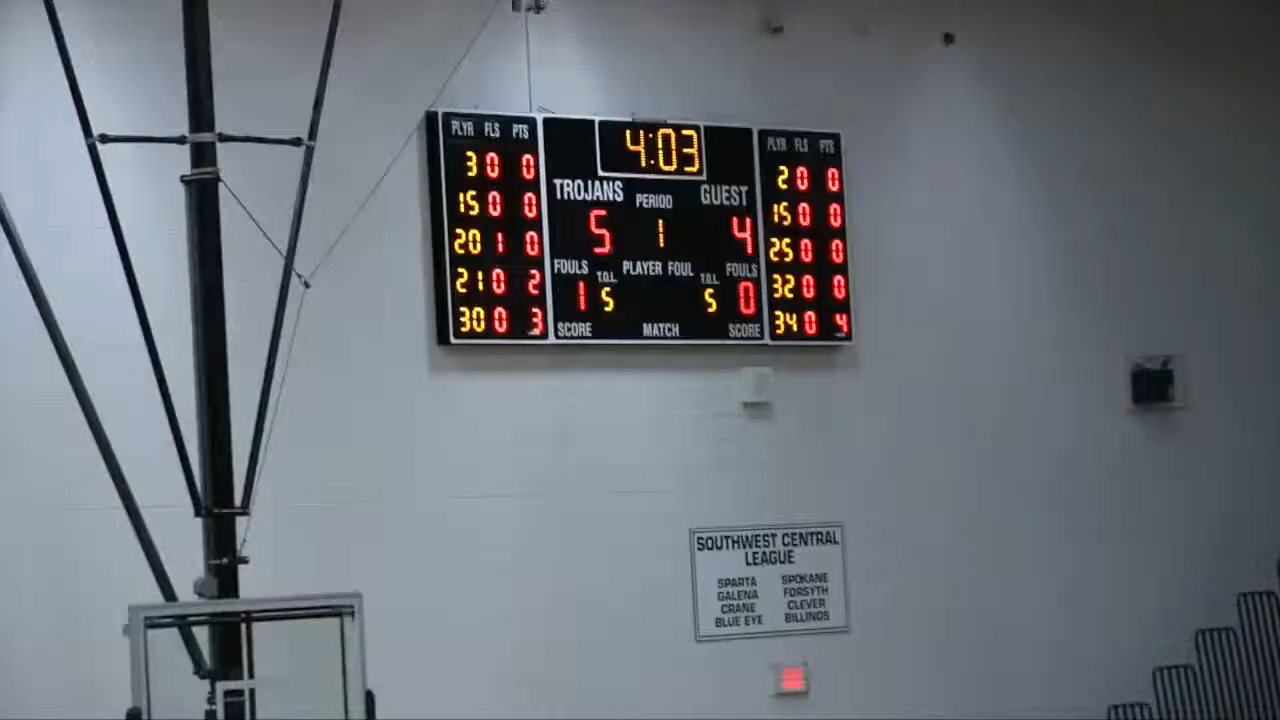 4:03
PLYR FLS PTS
3 0 0
15 0 0
20 1 0
21 0 2
30 0 3
TROJANS PERIOD GUEST
5 1 4
FOULS T.O.L. PLAYER FOUL T.O.L. FOULS
1 5 5 0
SCORE MATCH SCORE
PLYR FLS PTS
2 0 0
15 0 0
25 0 0
32 0 0
34 0 4
SOUTHWEST CENTRAL
LEAGUE
SPARTA SPOKANE
GALENA FORSYTH
CRANE CLEVER
BLUE EYE BILLINGS